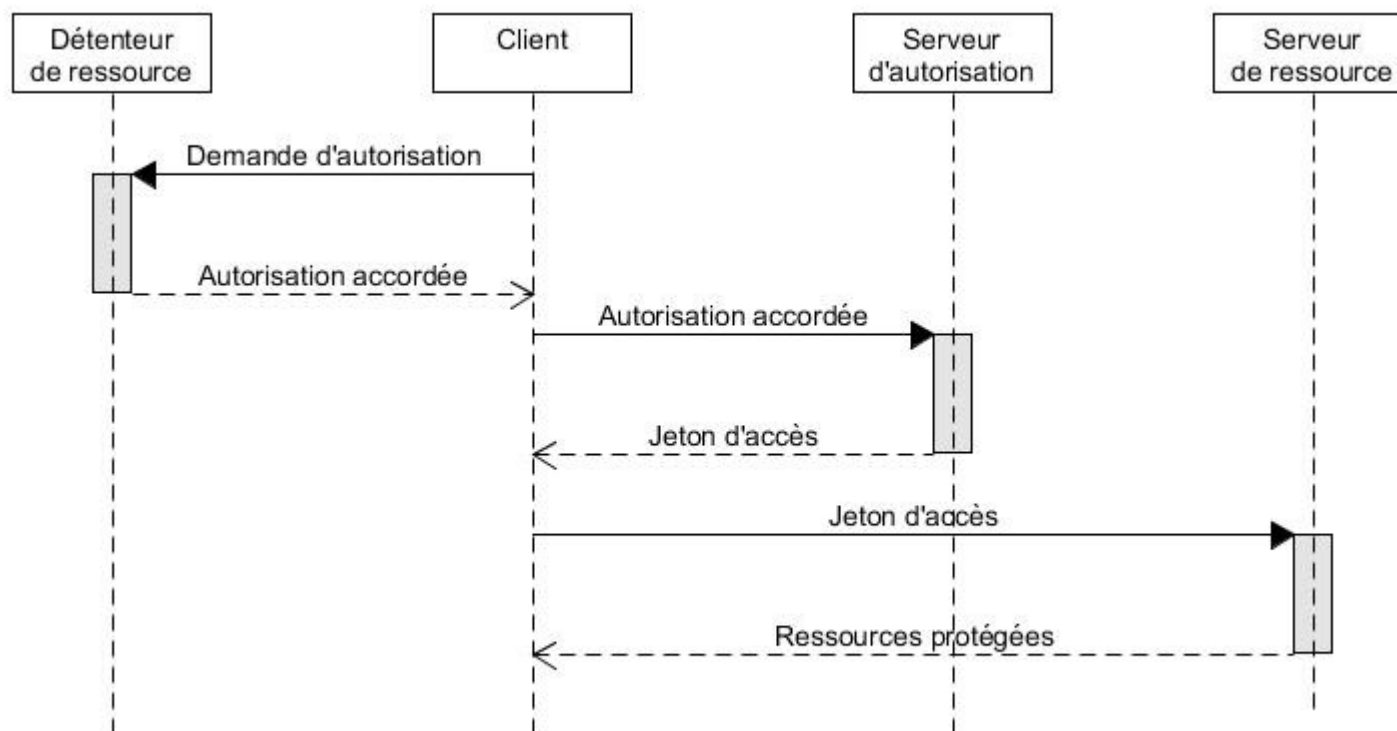 Détenteur
de ressource
Client
Serveur
d'autorisation
Serveur
de ressource
Demande d'autorisation
Autorisation accordée
Autorisation accordée
Jeton d'accès
Jeton d'accès
Ressources protégées